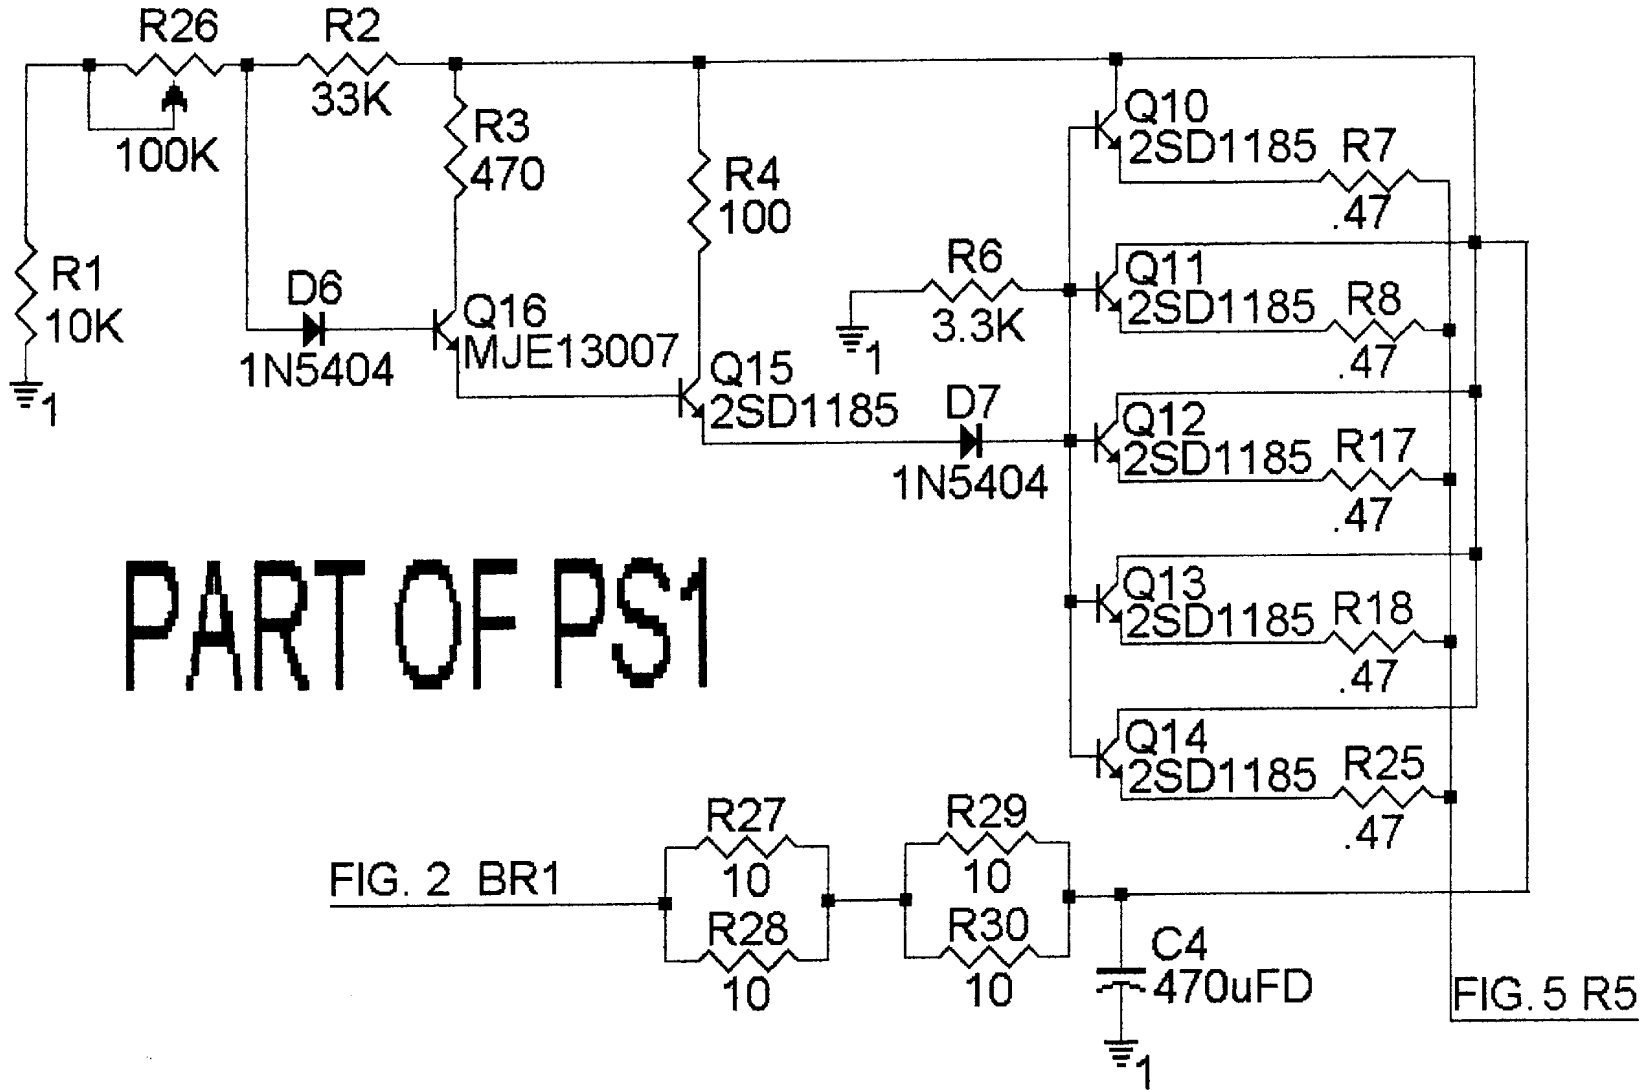 R26
R2
33K
100K
R3
470
R4
100
Q10
2SD1185
R7
.47
R1
10K
D6
1N5404
Q16
MJE13007
R6
3.3K
1
Q11
2SD1185
R8
.47
1
Q15
2SD1185
D7
1N5404
Q12
2SD1185
R17
.47
PART OF PS1
Q13
2SD1185
R18
.47
Q14
2SD1185
R25
.47
FIG. 2 BR1
R27
10
R28
10
R29
10
R30
10
C4
470uFD
1
FIG. 5 R5